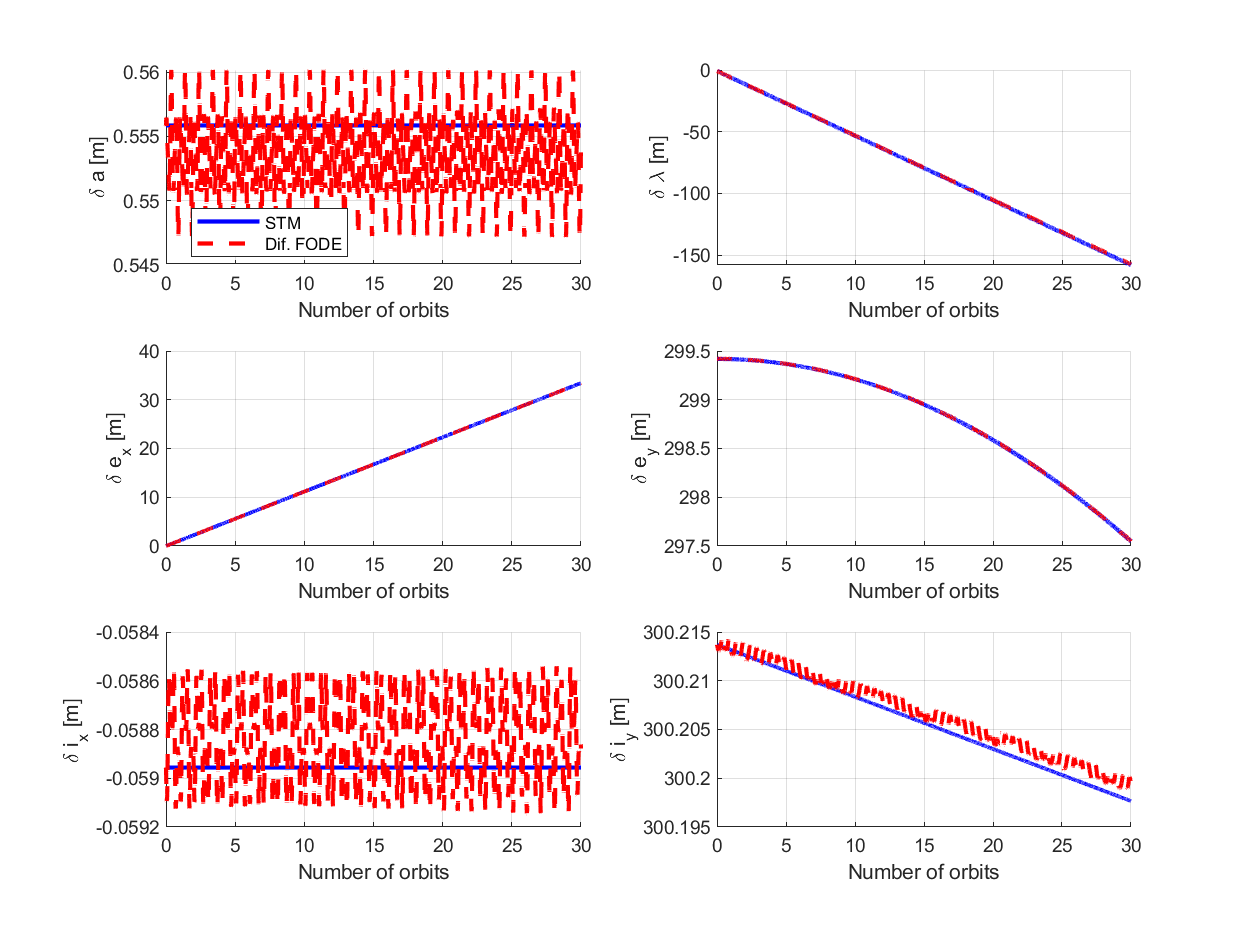 0.56
0.555
0.55
0.545
δ a [m]
STM
Dif. FODE
0 5 10 15 20 25 30
Number of orbits
0
-50
-100
-150
δ λ [m]
0 5 10 15 20 25 30
Number of orbits
40
30
20
10
0
δ e_x [m]
0 5 10 15 20 25 30
Number of orbits
299.5
299
298.5
298
297.5
δ e_y [m]
0 5 10 15 20 25 30
Number of orbits
-0.0584
-0.0586
-0.0588
-0.059
-0.0592
δ i_x [m]
0 5 10 15 20 25 30
Number of orbits
300.215
300.21
300.205
300.2
300.195
δ i_y [m]
0 5 10 15 20 25 30
Number of orbits